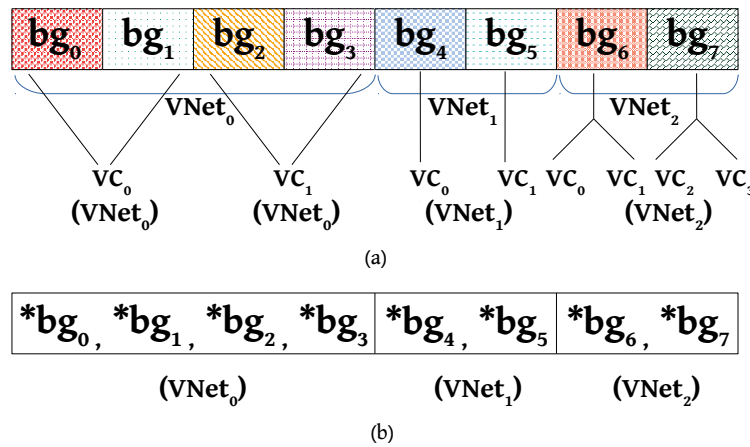 bg₀ bg₁ bg₂ bg₃ bg₄ bg₅ bg₆ bg₇
VNet₀ VNet₁ VNet₂
VC₀ VC₁ VC₀ VC₁ VC₀ VC₁ VC₂ VC₃
(VNet₀) (VNet₀) (VNet₁) (VNet₂)
(a)
*bg₀, *bg₁, *bg₂, *bg₃ *bg₄, *bg₅ *bg₆, *bg₇
(VNet₀) (VNet₁) (VNet₂)
(b)